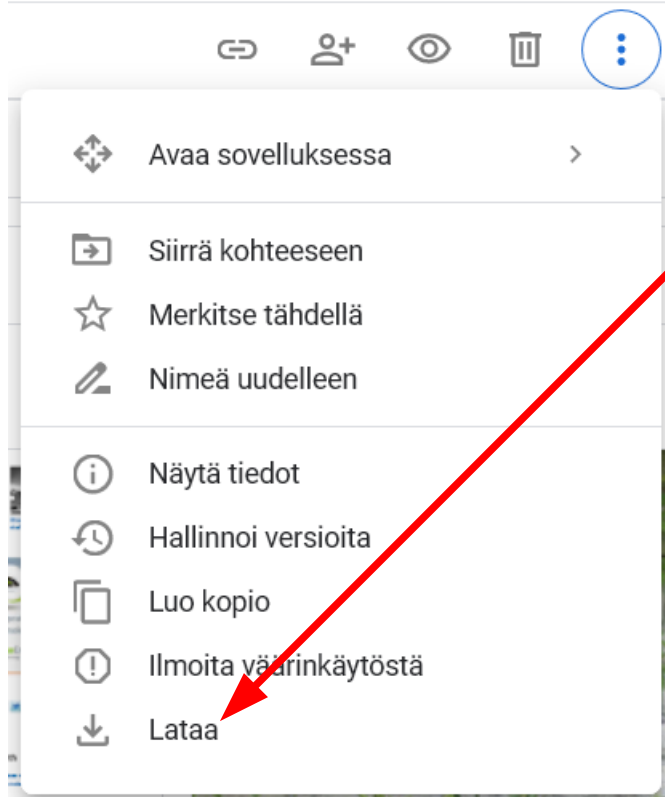 Avaa sovelluksessa
Siirrä kohteeseen
Merkitse tähdellä
Nimeä uudelleen
Näytä tiedot
Hallinnoi versioita
Luo kopio
Ilmoita väärinkäytöstä
Lataa